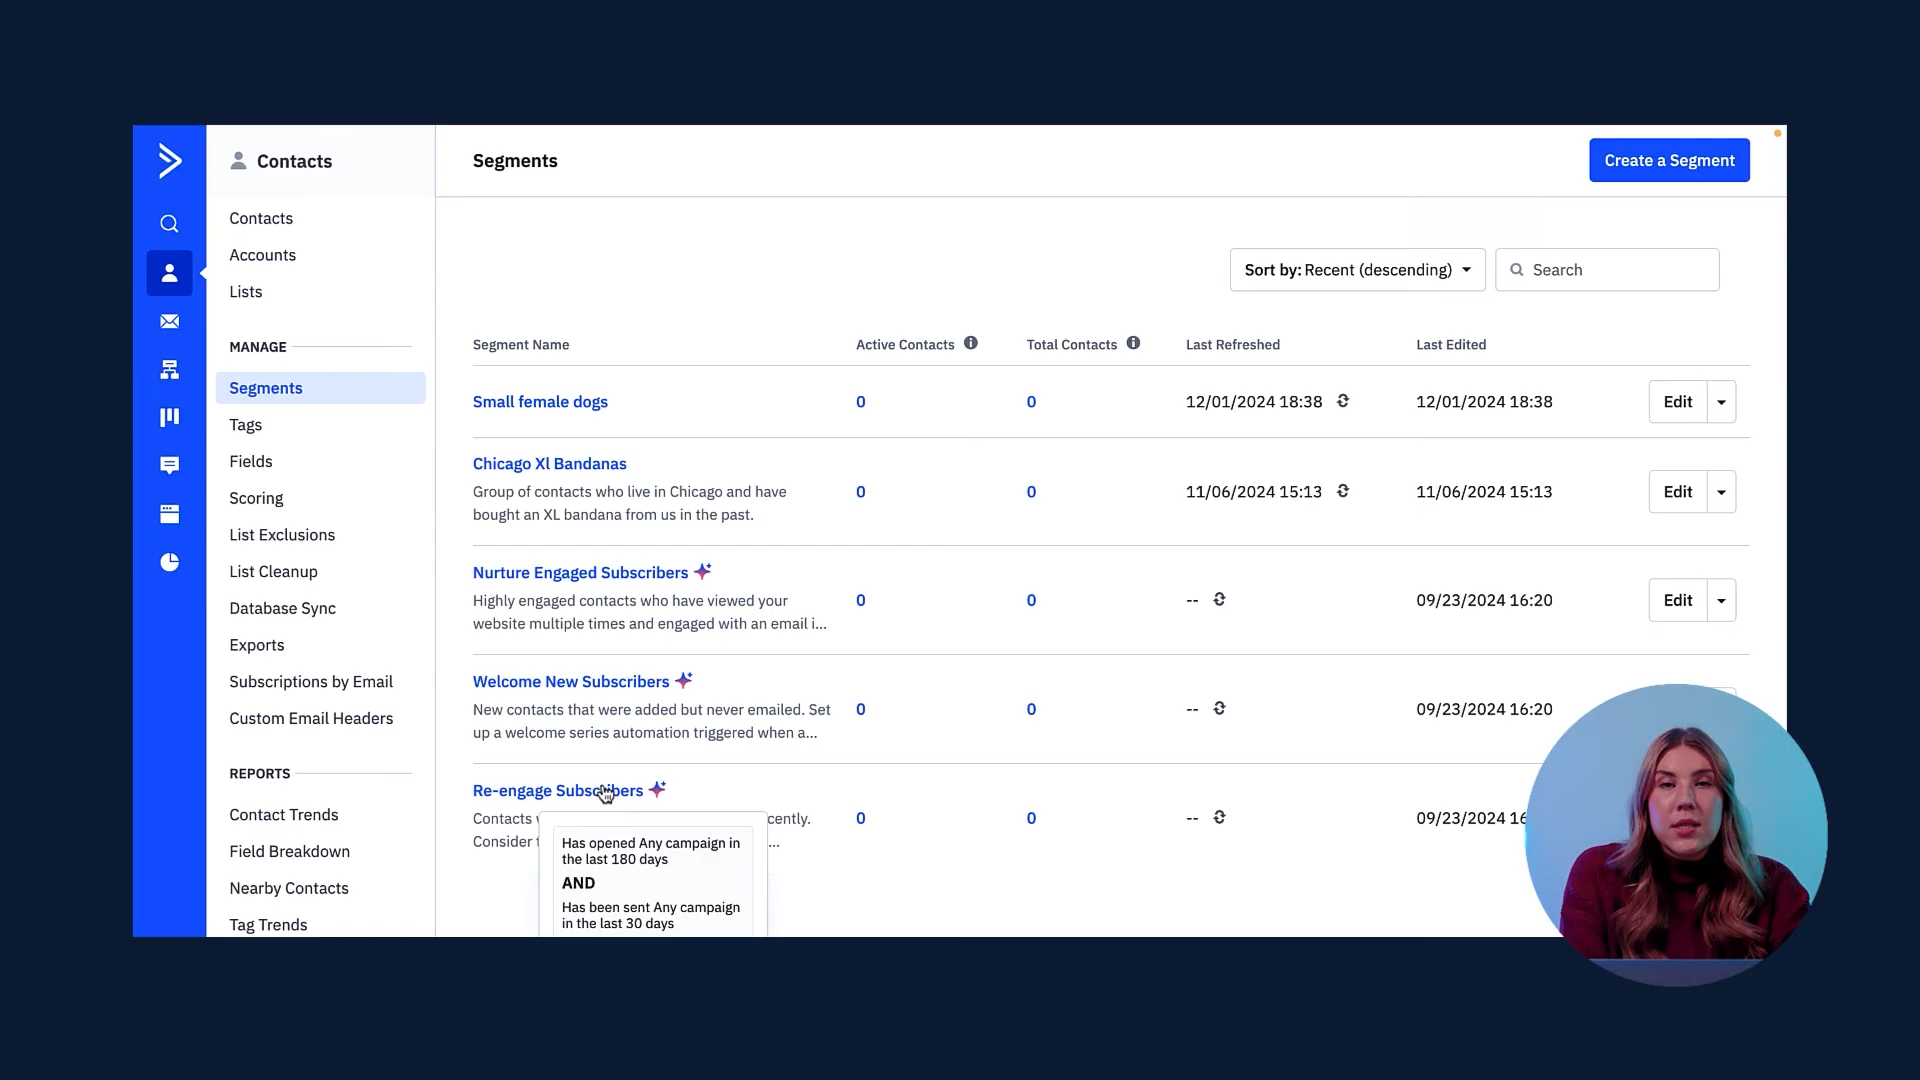 Contacts
Segments
Create a Segment
Contacts
Accounts
Lists
MANAGE
Segments
Tags
Fields
Scoring
List Exclusions
List Cleanup
Database Sync
Exports
Subscriptions by Email
Custom Email Headers
REPORTS
Contact Trends
Field Breakdown
Nearby Contacts
Tag Trends
Sort by: Recent (descending)
Search
Segment Name Active Contacts Total Contacts Last Refreshed Last Edited
Small female dogs 0 0 12/01/2024 18:38 12/01/2024 18:38 Edit
Chicago Xl Bandanas
Group of contacts who live in Chicago and have
bought an XL bandana from us in the past.
0 0 11/06/2024 15:13 11/06/2024 15:13 Edit
Nurture Engaged Subscribers
Highly engaged contacts who have viewed your
website multiple times and engaged with an email i...
0 0 -- 09/23/2024 16:20 Edit
Welcome New Subscribers
New contacts that were added but never emailed. Set
up a welcome series automation triggered when a...
0 0 -- 09/23/2024 16:20
Re-engage Subscribers
Contacts
Consider
...
0 0 -- 09/23/2024
Has opened Any campaign in
the last 180 days
AND
Has been sent Any campaign
in the last 30 days